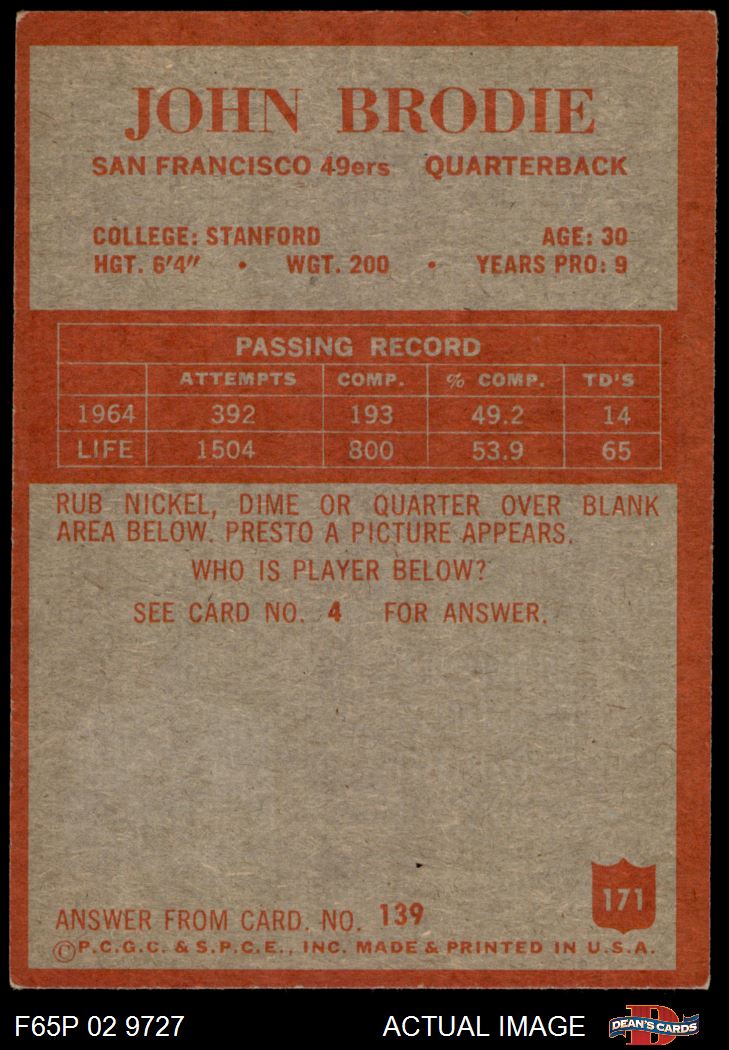 JOHN BRODIE
SAN FRANCISCO 49ers QUARTERBACK
COLLEGE: STANFORD AGE: 30
HGT. 6'4" • WGT. 200 • YEARS PRO: 9
PASSING RECORD
ATTEMPTS COMP. % COMP. TD'S
1964 392 193 49.2 14
LIFE 1504 800 53.9 65
RUB NICKEL, DIME OR QUARTER OVER BLANK
AREA BELOW. PRESTO A PICTURE APPEARS.
WHO IS PLAYER BELOW?
SEE CARD NO. 4 FOR ANSWER.
171
ANSWER FROM CARD. NO. 139
©P.C.G.C. & S.P.C.E., INC. MADE & PRINTED IN U.S.A.
F65P 02 9727 ACTUAL IMAGE D DEAN'S CARDS